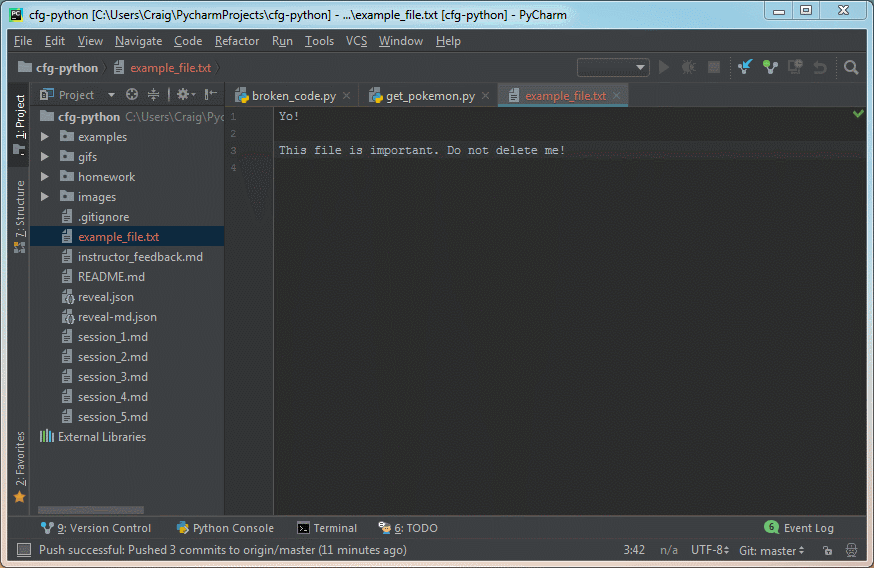 cfg-python [C:\Users\Craig\PycharmProjects\cfg-python] - ...\example_file.txt [cfg-python] - PyCharm
File Edit View Navigate Code Refactor Run Tools VCS Window Help
cfg-python example_file.txt
1: Project
7: Structure
2: Favorites
Project
cfg-python C:\Users\Craig\Pyc
examples
gifs
homework
images
.gitignore
example_file.txt
instructor_feedback.md
README.md
reveal.json
reveal-md.json
session_1.md
session_2.md
session_3.md
session_4.md
session_5.md
External Libraries
broken_code.py get_pokemon.py example_file.txt
1 Yo!
2
3 This file is important. Do not delete me!
4
9: Version Control Python Console Terminal 6: TODO 6 Event Log
Push successful: Pushed 3 commits to origin/master (11 minutes ago) 3:42 n/a UTF-8 Git: master